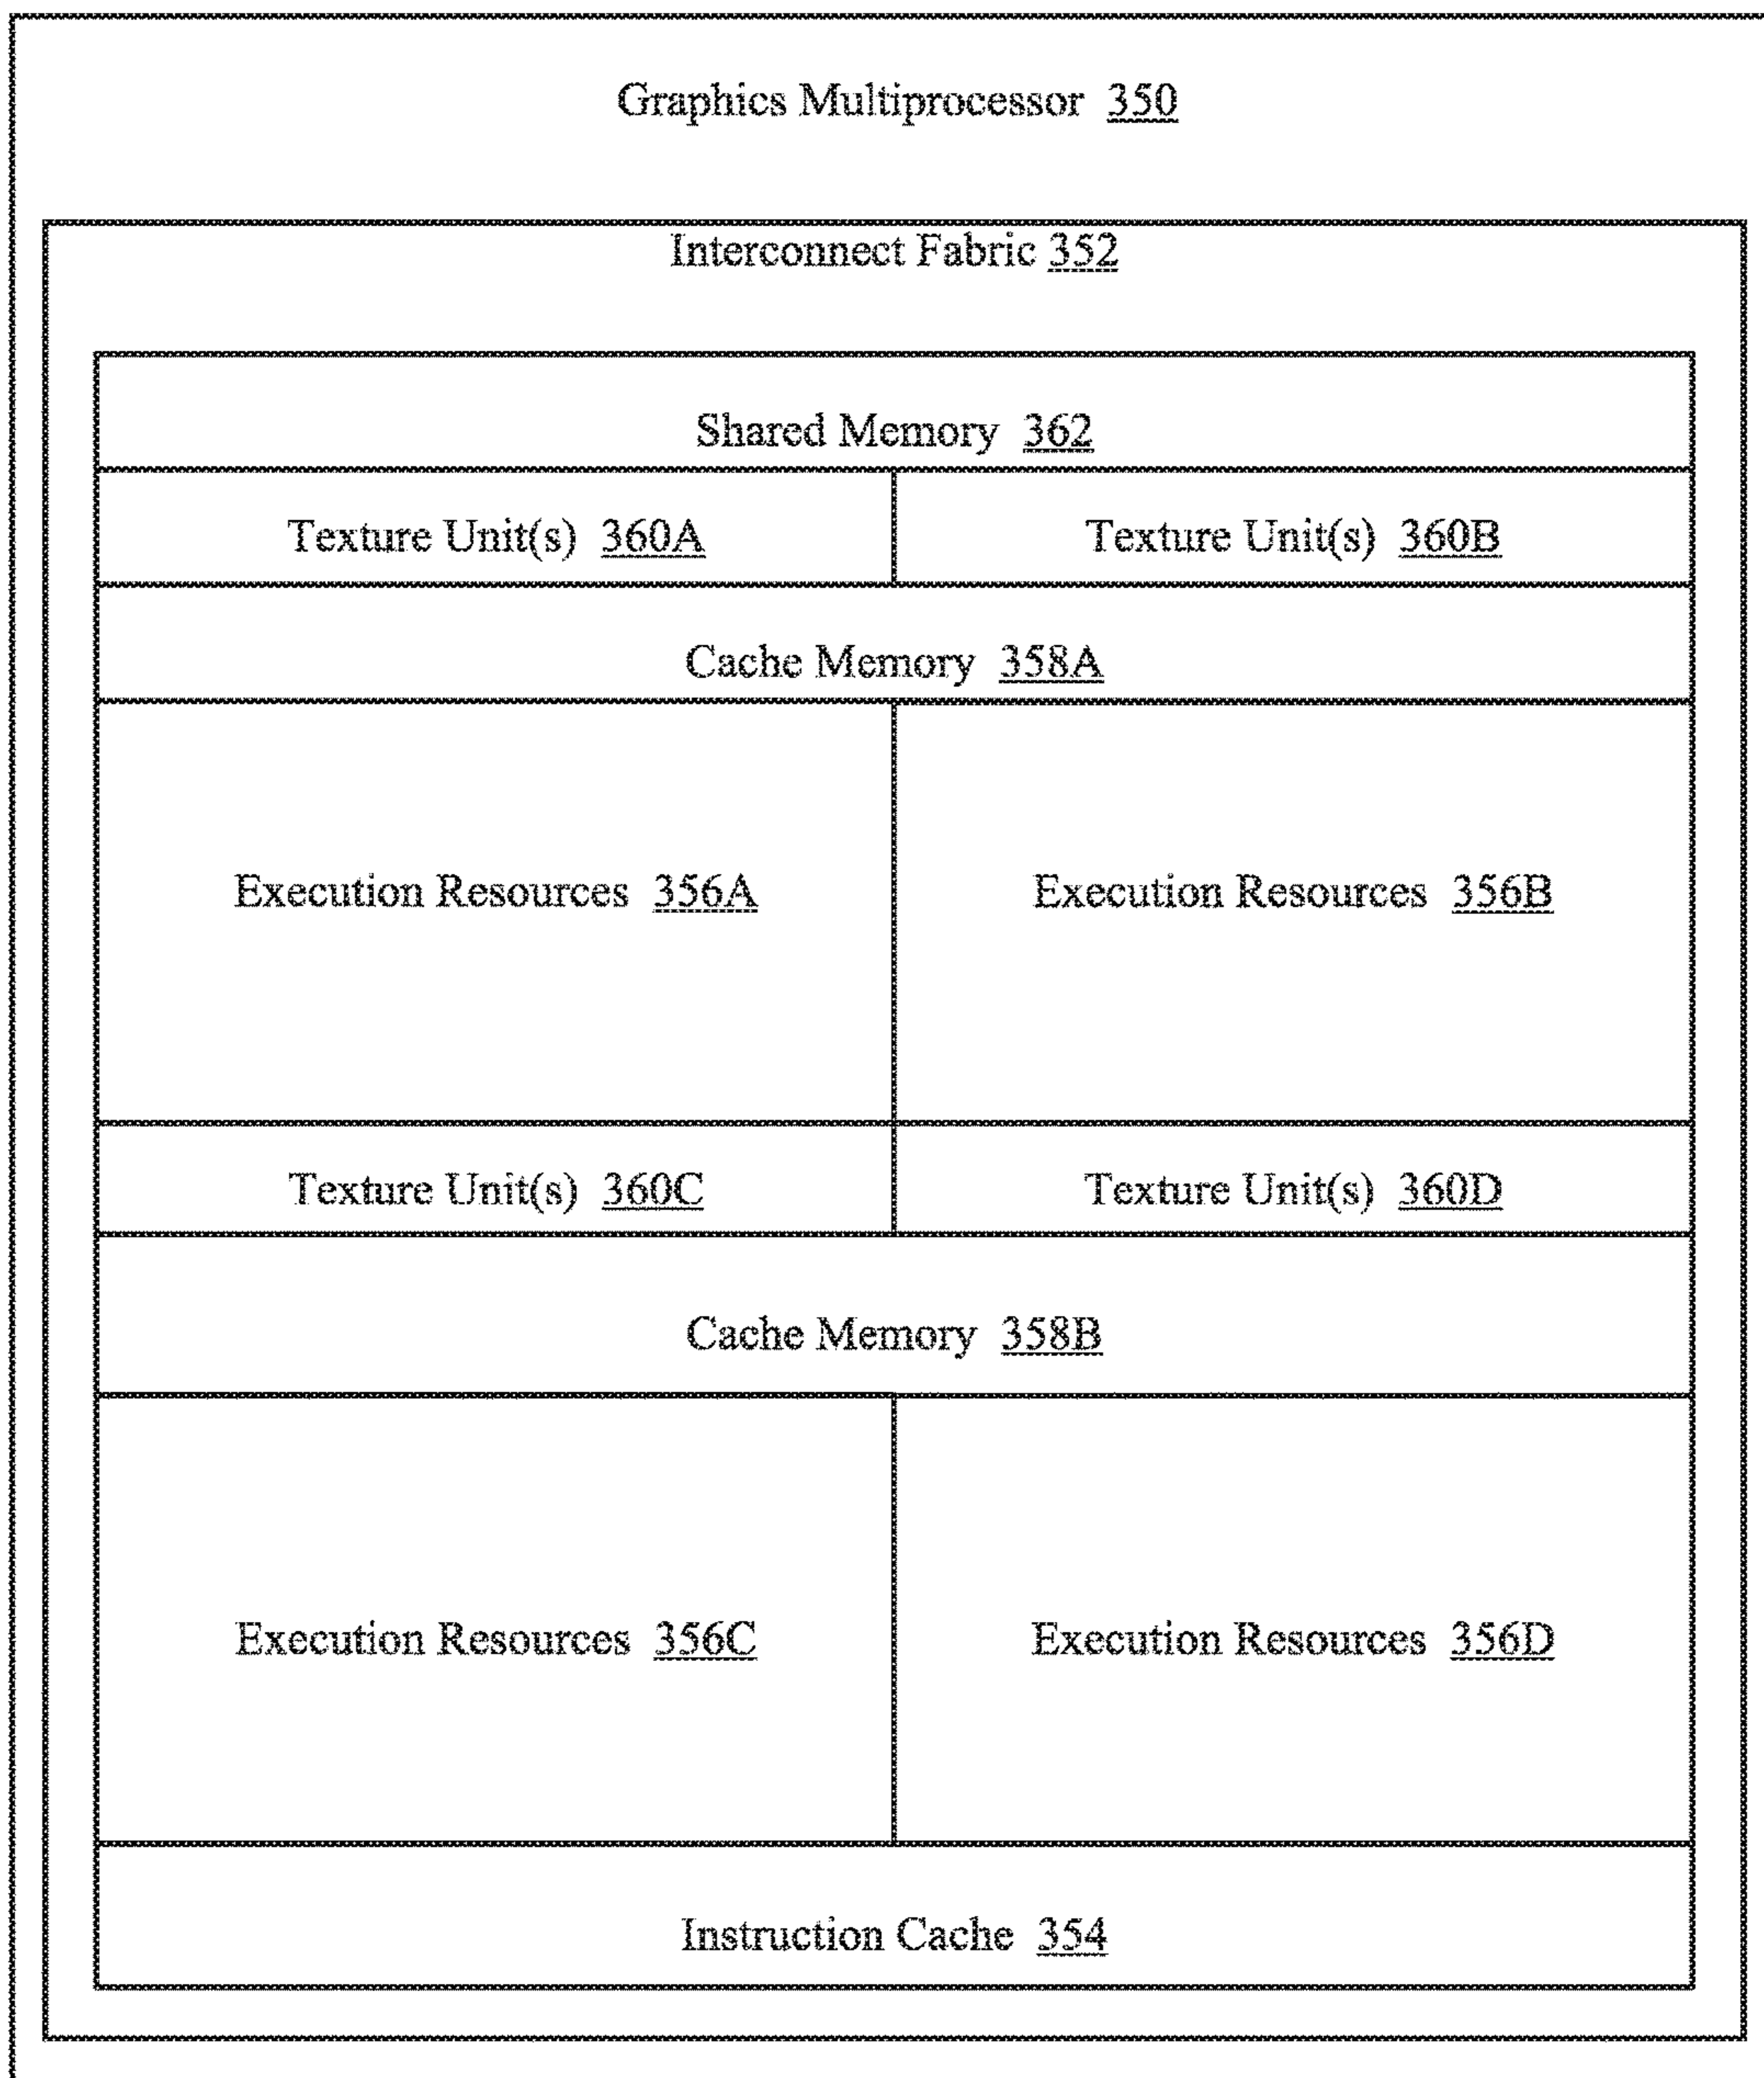 Graphics Multiprocessor 350
Interconnect Fabric 352
Shared Memory 362
Texture Unit(s) 360A
Texture Unit(s) 360B
Cache Memory 358A
Execution Resources 356A
Execution Resources 356B
Texture Unit(s) 360C
Texture Unit(s) 360D
Cache Memory 358B
Execution Resources 356C
Execution Resources 356D
Instruction Cache 354